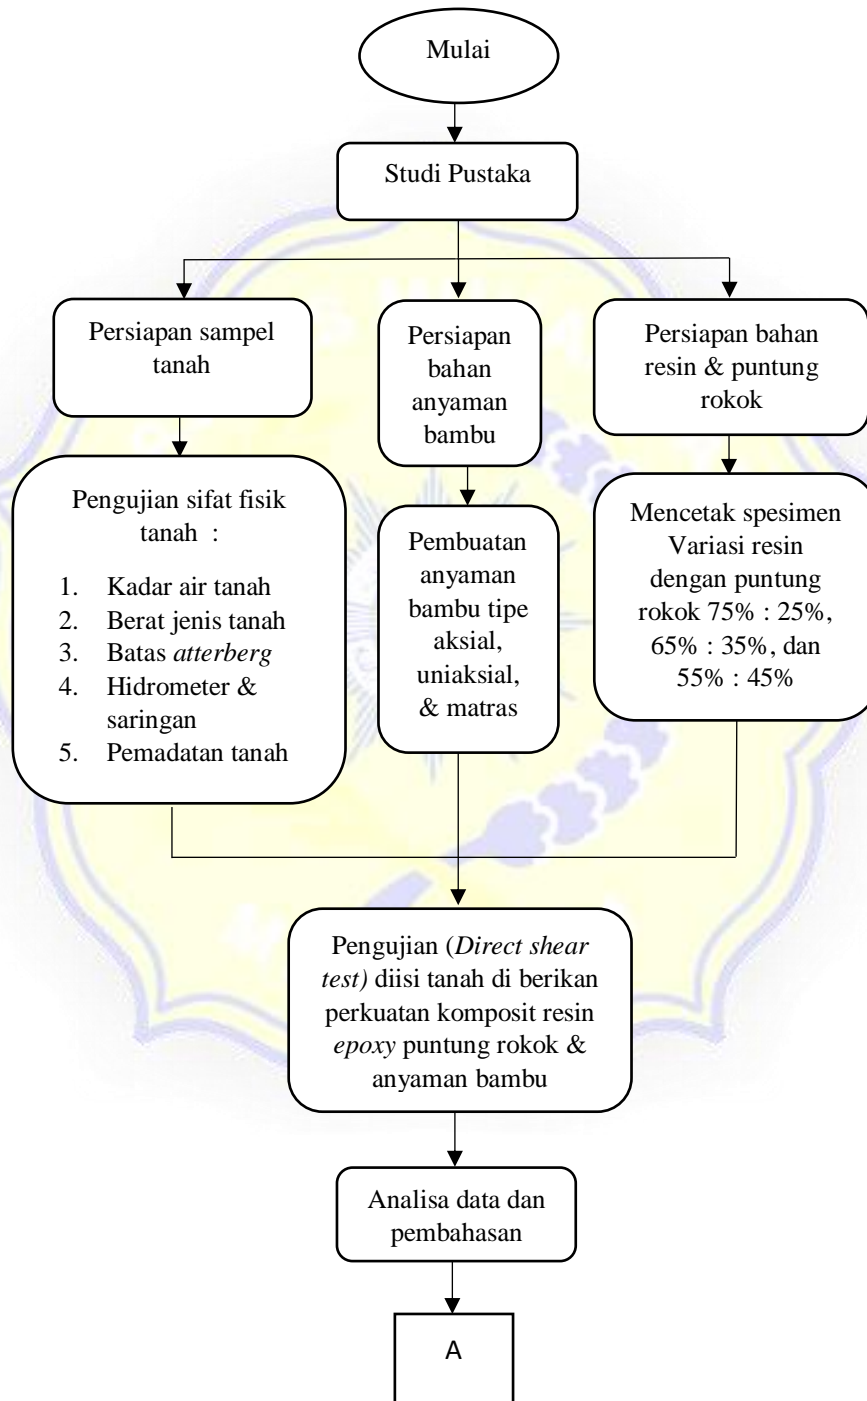 Mulai
Studi Pustaka
Persiapan sampel
tanah
Persiapan
bahan
anyaman
bambu
Persiapan bahan
resin & puntung
rokok
Pengujian sifat fisik
tanah :
1. Kadar air tanah
2. Berat jenis tanah
3. Batas atterberg
4. Hidrometer &
saringan
5. Pemadatan tanah
Pembuatan
anyaman
bambu tipe
aksial,
uniaksial,
& matras
Mencetak spesimen
Variasi resin
dengan puntung
rokok 75% : 25%,
65% : 35%, dan
55% : 45%
Pengujian (Direct shear
test) diisi tanah di berikan
perkuatan komposit resin
epoxy puntung rokok &
anyaman bambu
Analisa data dan
pembahasan
A